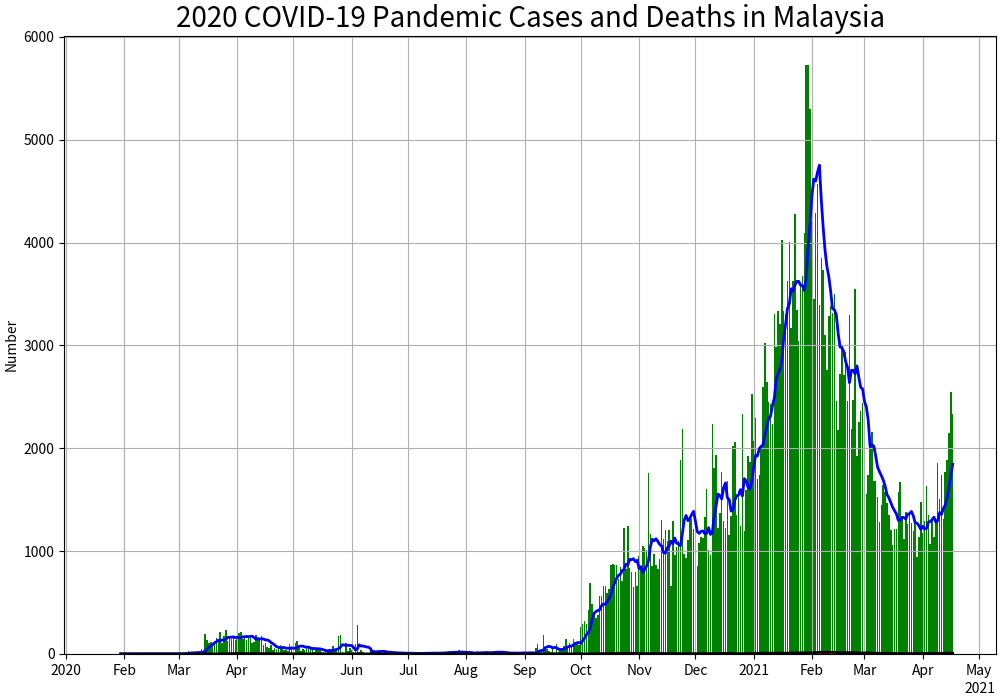 2020 COVID-19 Pandemic Cases and Deaths in Malaysia
6000
5000
4000
3000
2000
1000
0
Number
2020 Feb Mar Apr May Jun Jul Aug Sep Oct Nov Dec 2021 Feb Mar Apr May
2021